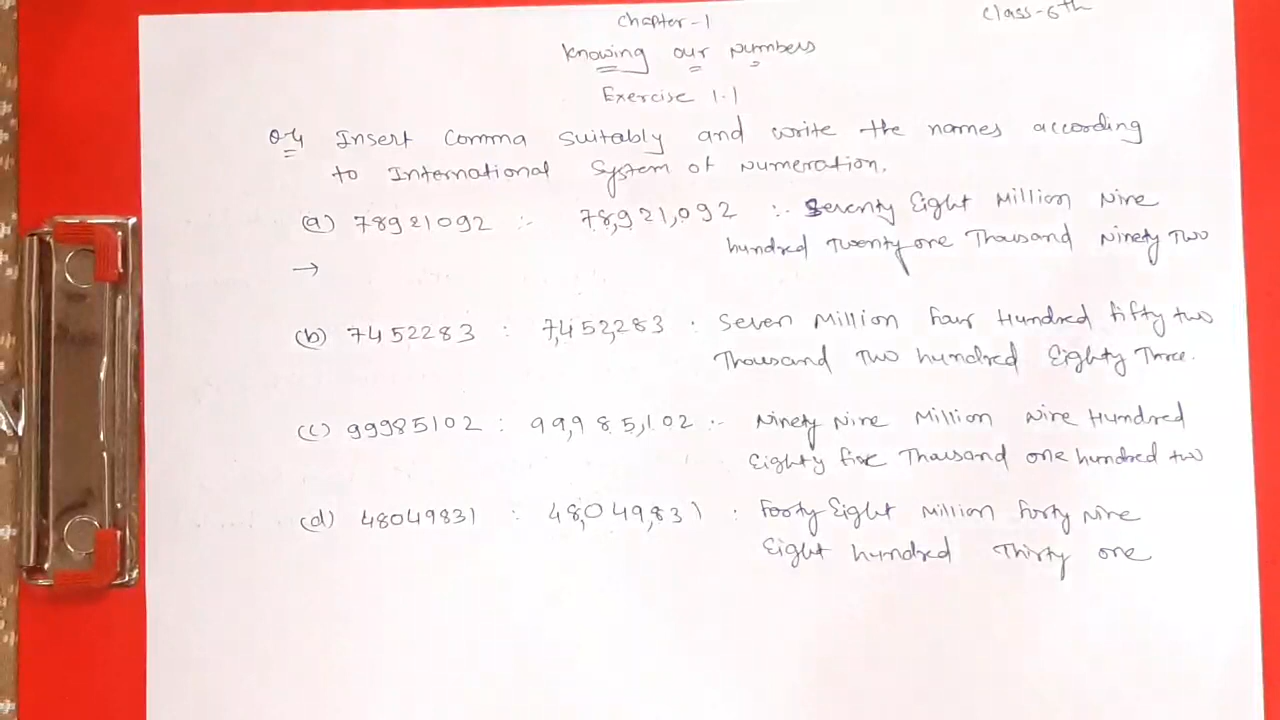 Chapter-1
Class-6th
Knowing our Numbers
Exercise 1.1
Q-4 Insert Comma suitably and write the names according
to International System of Numeration.
(a) 78921092 :- 78,921,092 :- Seventy Eight Million Nine
hundred Twenty one Thousand Ninety Two
→
(b) 7452283 : 7,452,283 : Seven Million Four Hundred fifty two
Thousand Two hundred Eighty Three.
(c) 99985102 : 99,985,102 :- Ninety Nine Million Nine Hundred
Eighty five Thousand one hundred two
(d) 48049831 : 48,049,831 : Forty Eight Million forty Nine
Eight hundred Thirty one